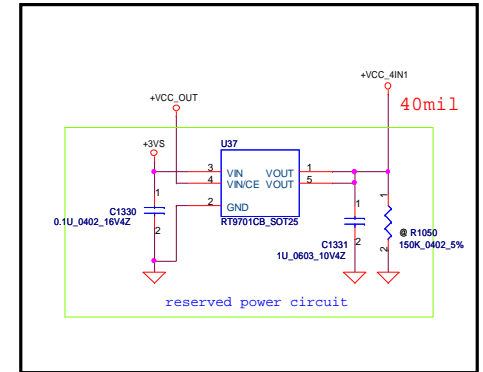 +VCC_4IN1
+VCC_OUT
40mil
+3VS
U37
3 VIN VOUT 1
4 VIN/CE VOUT 5
2 GND
RT9701CB_SOT25
1
C1330
0.1U_0402_16V4Z
2
1
C1331
1U_0603_10V4Z
2
1
@ R1050
150K_0402_5%
2
reserved power circuit